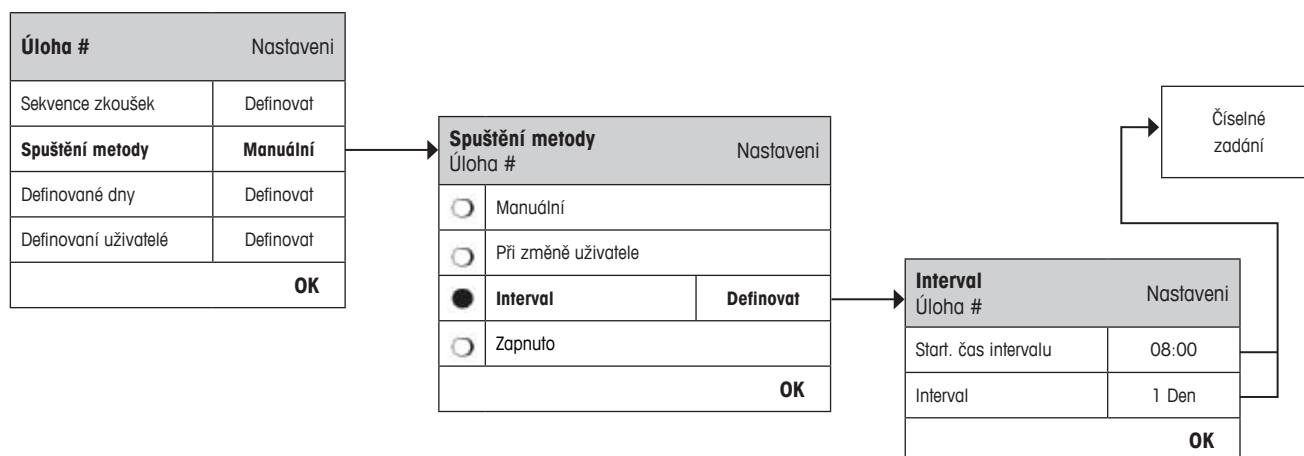 Úloha # Nastaveni
Sekvence zkoušek Definovat
Spuštění metody Manuální
Definované dny Definovat
Definovaní uživatelé Definovat
OK
Spuštění metody
Úloha # Nastaveni
Manuální
Při změně uživatele
Interval Definovat
Zapnuto
OK
Interval
Úloha # Nastaveni
Start. čas intervalu 08:00
Interval 1 Den
OK
Číselné
zadání